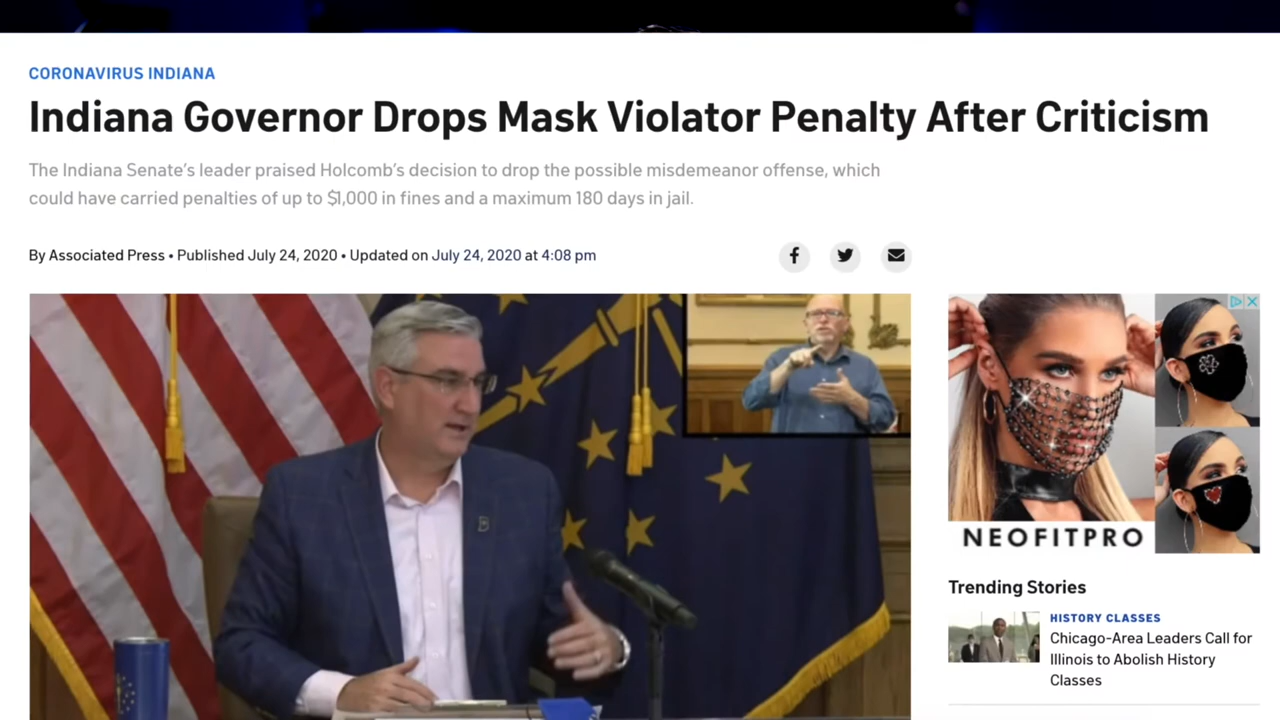 CORONAVIRUS INDIANA
Indiana Governor Drops Mask Violator Penalty After Criticism
The Indiana Senate’s leader praised Holcomb’s decision to drop the possible misdemeanor offense, which
could have carried penalties of up to $1,000 in fines and a maximum 180 days in jail.
By Associated Press • Published July 24, 2020 • Updated on July 24, 2020 at 4:08 pm
NEOFITPRO
Trending Stories
HISTORY CLASSES
Chicago-Area Leaders Call for
Illinois to Abolish History
Classes